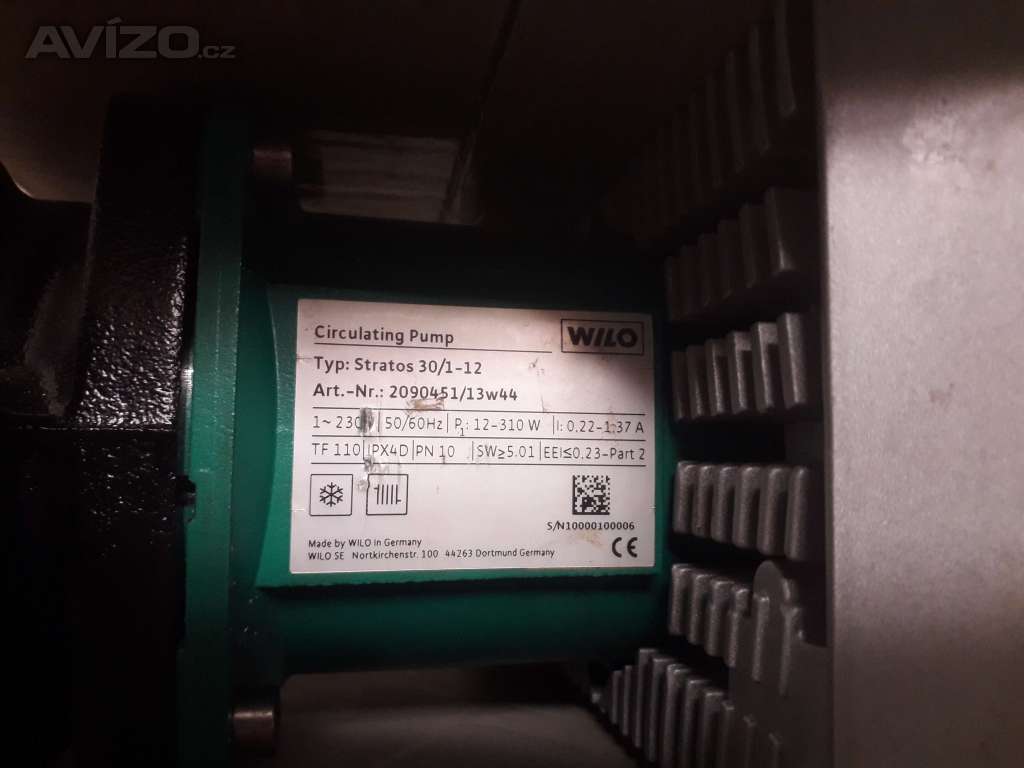 AVÍZO.cz
Circulating Pump
WILO
Typ: Stratos 30/1-12
Art.-Nr.: 2090451/13w44
1~ 230V 50/60Hz P1: 12-310 W I: 0.22-1.37 A
TF 110 IPX4D PN 10 SW≥5.01 EEI≤0.23-Part 2
S/N10000100006
Made by WILO in Germany
WILO SE Nortkirchenstr. 100 44263 Dortmund Germany
CE